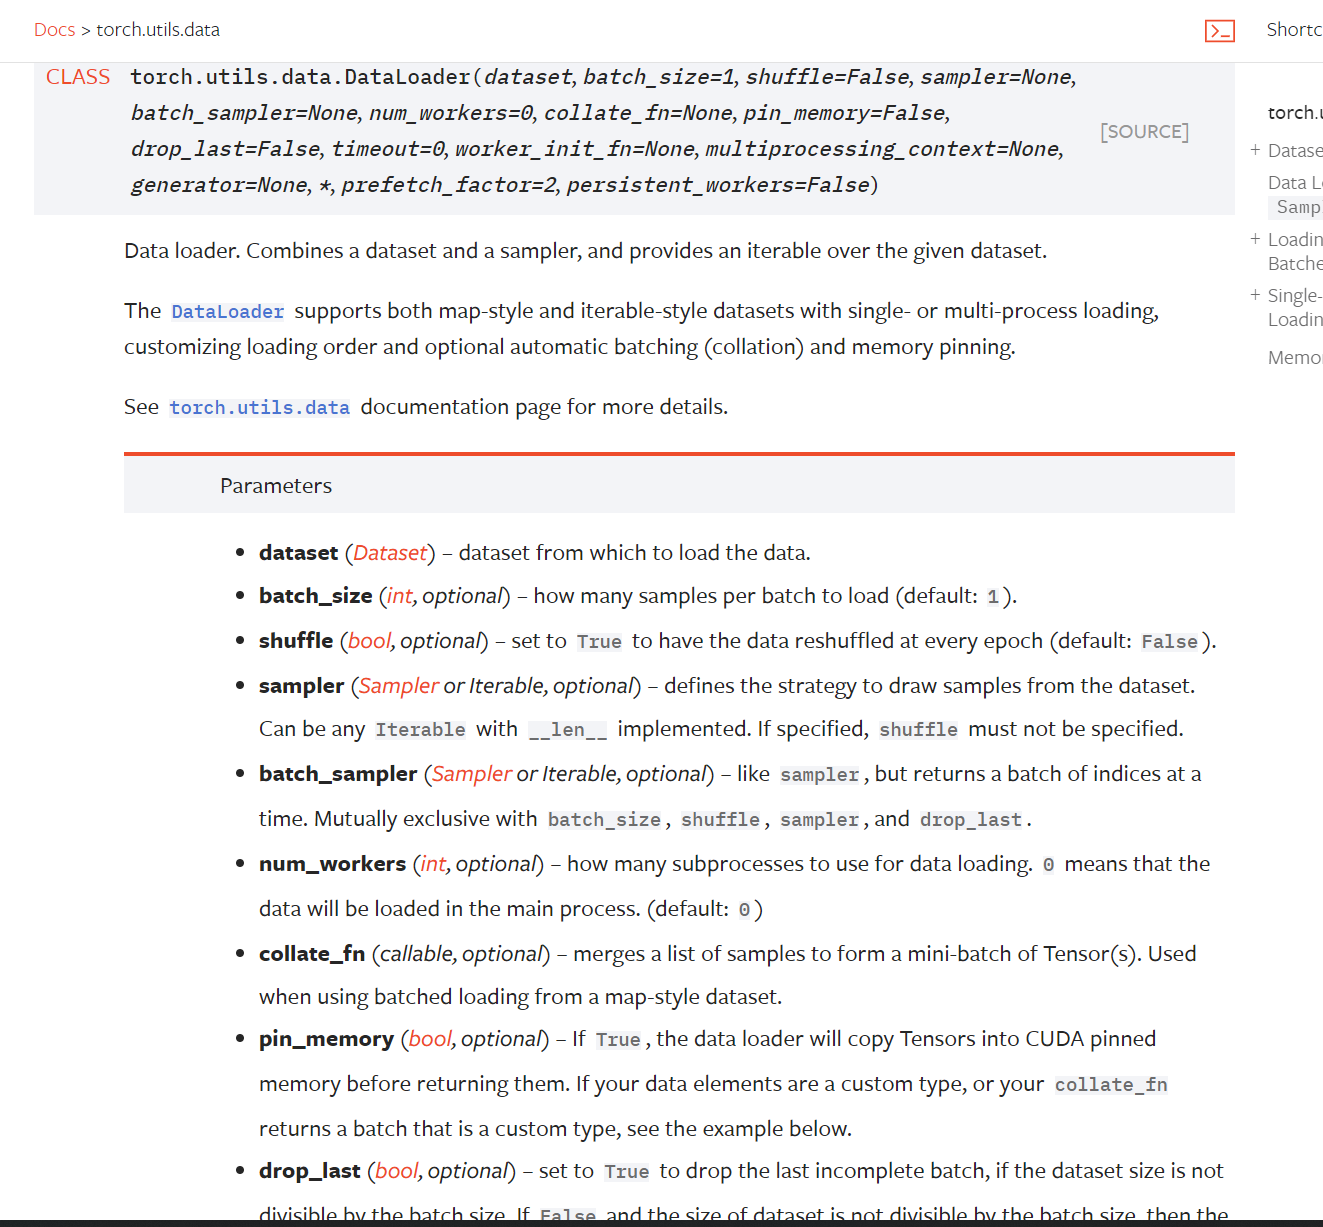 Docs > torch.utils.data
Shortc
CLASS torch.utils.data.DataLoader(dataset, batch_size=1, shuffle=False, sampler=None,
batch_sampler=None, num_workers=0, collate_fn=None, pin_memory=False,
drop_last=False, timeout=0, worker_init_fn=None, multiprocessing_context=None,
generator=None, *, prefetch_factor=2, persistent_workers=False)
[SOURCE]
Data loader. Combines a dataset and a sampler, and provides an iterable over the given dataset.
The DataLoader supports both map-style and iterable-style datasets with single- or multi-process loading,
customizing loading order and optional automatic batching (collation) and memory pinning.
See torch.utils.data documentation page for more details.
Parameters
• dataset (Dataset) – dataset from which to load the data.
• batch_size (int, optional) – how many samples per batch to load (default: 1).
• shuffle (bool, optional) – set to True to have the data reshuffled at every epoch (default: False).
• sampler (Sampler or Iterable, optional) – defines the strategy to draw samples from the dataset.
Can be any Iterable with __len__ implemented. If specified, shuffle must not be specified.
• batch_sampler (Sampler or Iterable, optional) – like sampler, but returns a batch of indices at a
time. Mutually exclusive with batch_size, shuffle, sampler, and drop_last.
• num_workers (int, optional) – how many subprocesses to use for data loading. 0 means that the
data will be loaded in the main process. (default: 0)
• collate_fn (callable, optional) – merges a list of samples to form a mini-batch of Tensor(s). Used
when using batched loading from a map-style dataset.
• pin_memory (bool, optional) – If True, the data loader will copy Tensors into CUDA pinned
memory before returning them. If your data elements are a custom type, or your collate_fn
returns a batch that is a custom type, see the example below.
• drop_last (bool, optional) – set to True to drop the last incomplete batch, if the dataset size is not
divisible by the batch size. If False and the size of dataset is not divisible by the batch size, then the
torch.u
+ Datase
Data L
Samp
+ Loadin
Batche
+ Single-
Loadin
Memo